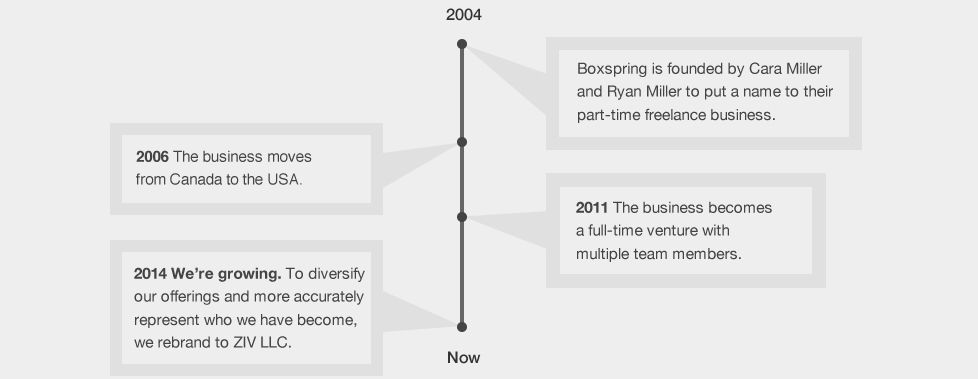 2004
Boxspring is founded by Cara Miller
and Ryan Miller to put a name to their
part-time freelance business.
2006 The business moves
from Canada to the USA.
2011 The business becomes
a full-time venture with
multiple team members.
2014 We’re growing. To diversify
our offerings and more accurately
represent who we have become,
we rebrand to ZIV LLC.
Now